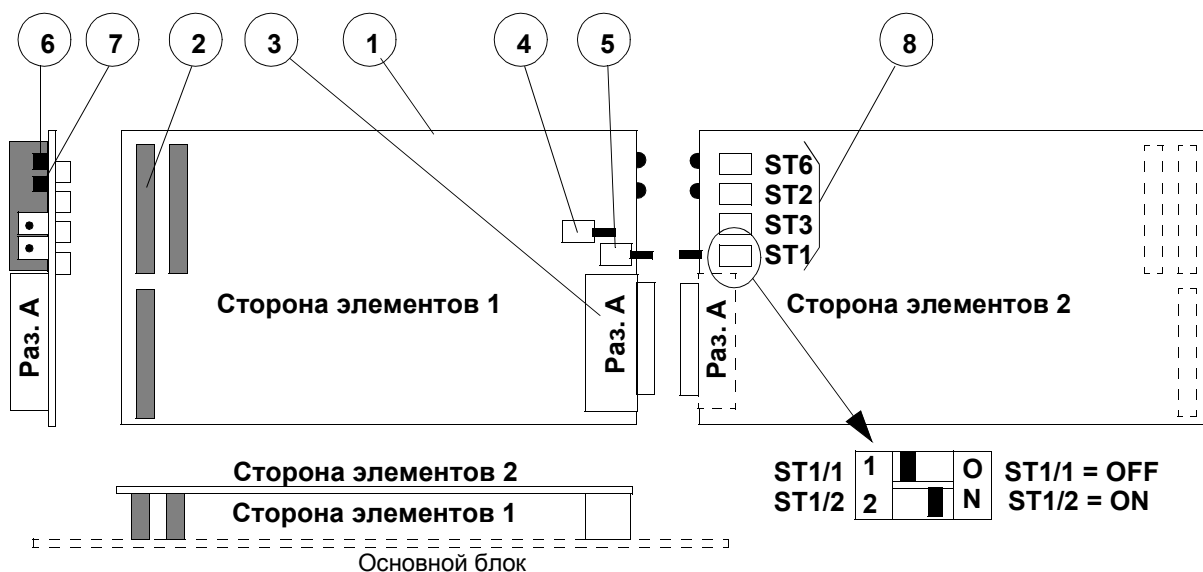 6 7 2 3 1 4 5 8
ST6
ST2
ST3
ST1
Раз. A
Сторона элементов 1
Раз. A
Раз. A
Сторона элементов 2
Сторона элементов 2
Сторона элементов 1
Основной блок
ST1/1 1 O ST1/1 = OFF
ST1/2 2 N ST1/2 = ON